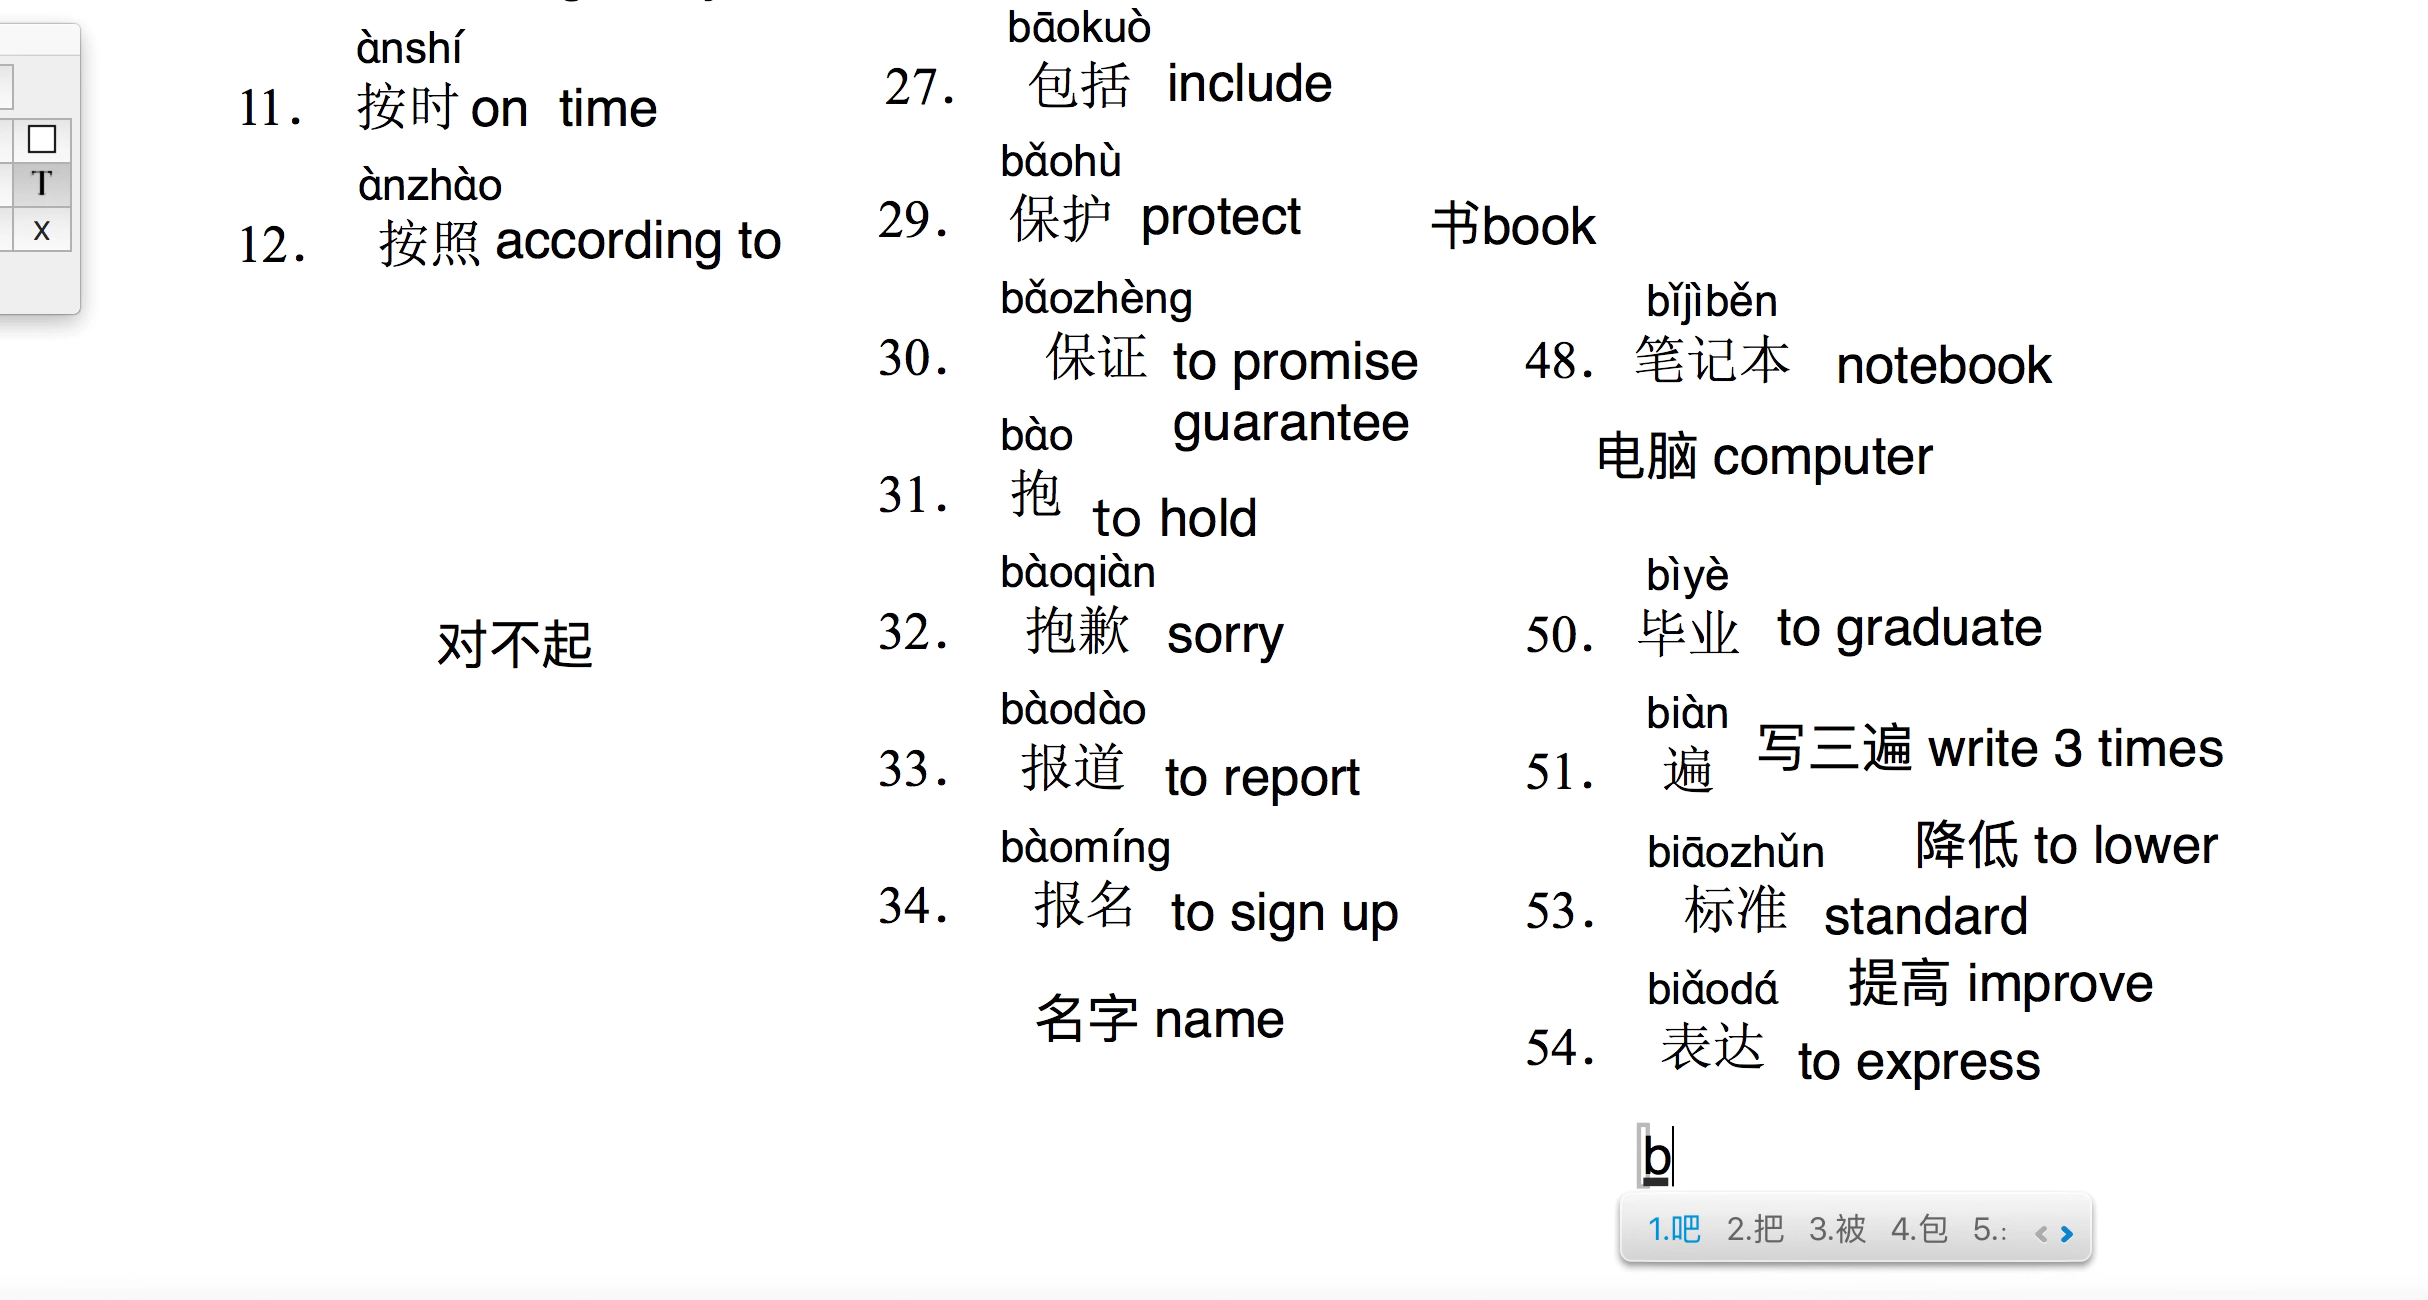 T
X
ànshí
11. 按时 on time
ànzhào
12. 按照 according to
对不起
bāokuò
27. 包括 include
bǎohù
29. 保护 protect
bǎozhèng
30. 保证 to promise
guarantee
bào
31. 抱 to hold
bàoqiàn
32. 抱歉 sorry
bàodào
33. 报道 to report
bàomíng
34. 报名 to sign up
名字 name
书book
bǐjìběn
48. 笔记本 notebook
电脑 computer
bìyè
50. 毕业 to graduate
biàn
51. 遍 写三遍 write 3 times
降低 to lower
biāozhǔn
53. 标准 standard
提高 improve
biǎodá
54. 表达 to express
b
1.吧 2.把 3.被 4.包 5.: